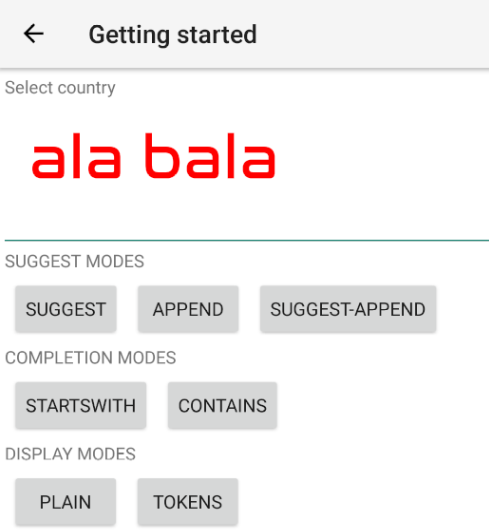 Getting started
Select country
ala bala
SUGGEST MODES
SUGGEST APPEND SUGGEST-APPEND
COMPLETION MODES
STARTSWITH CONTAINS
DISPLAY MODES
PLAIN TOKENS